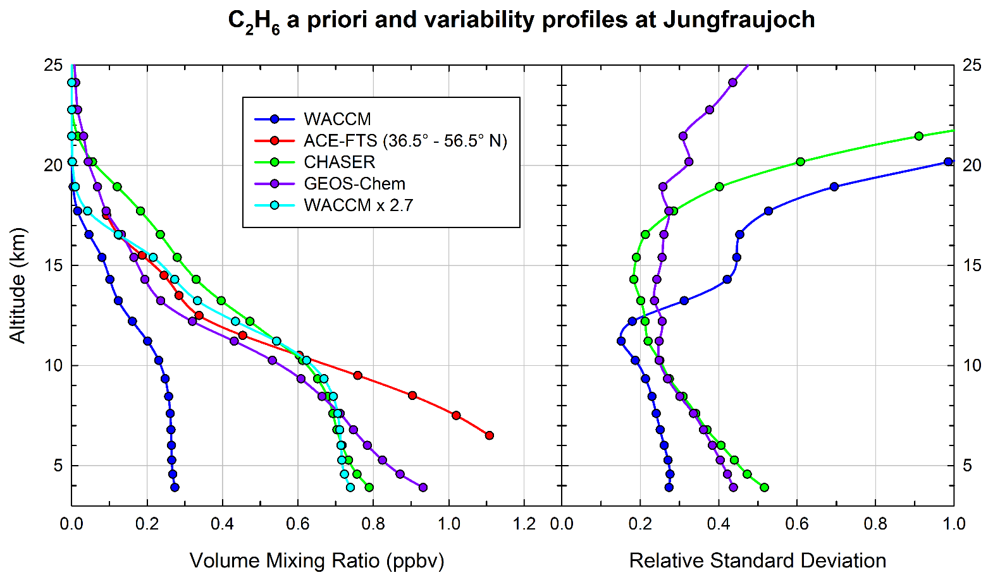 C2H6 a priori and variability profiles at Jungfraujoch
25
20
15
10
5
Altitude (km)
WACCM
ACE-FTS (36.5° - 56.5° N)
CHASER
GEOS-Chem
WACCM x 2.7
0.0 0.2 0.4 0.6 0.8 1.0 1.2
Volume Mixing Ratio (ppbv)
25
20
15
10
5
0.0 0.2 0.4 0.6 0.8 1.0
Relative Standard Deviation